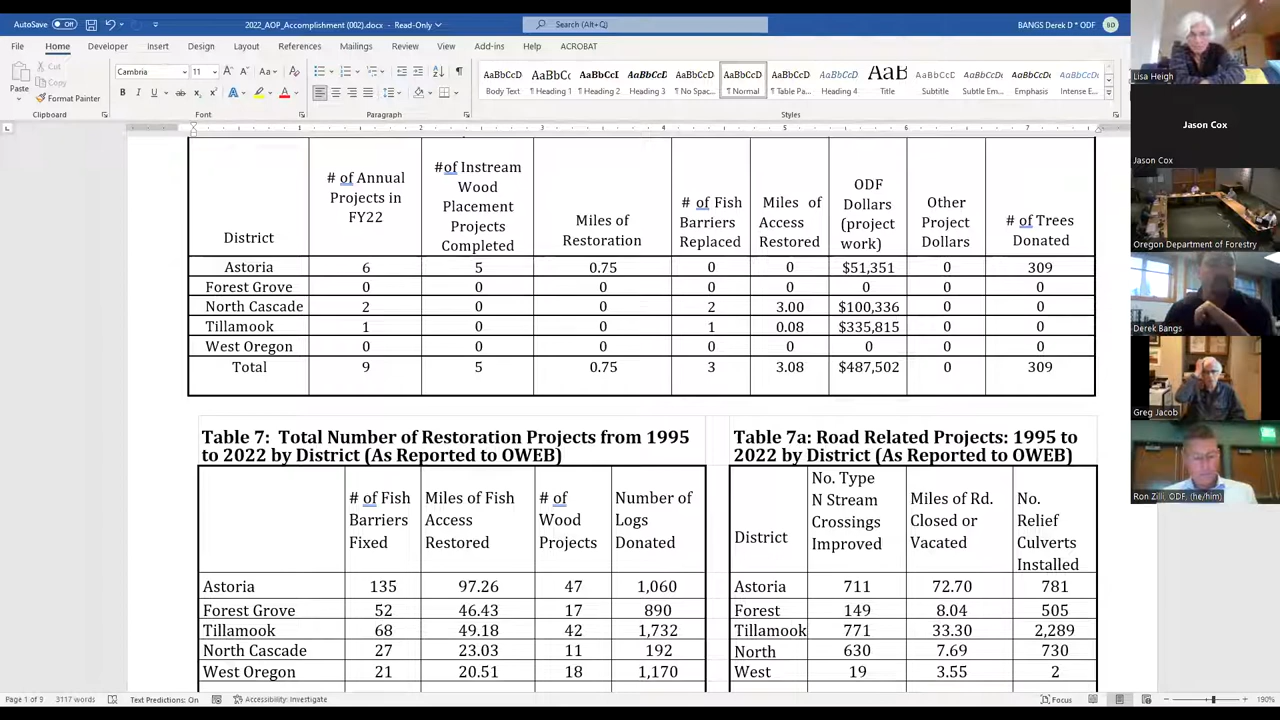 AutoSave Off 2022_AOP_Accomplishment (002).docx - Read-Only Search (Alt+Q) BANGS Derek D * ODF BD
File Home Developer Insert Design Layout References Mailings Review View Add-ins Help ACROBAT
Paste Cut Copy Format Painter
Cambria 11
AaBbCcD AaBbCc AaBbCcD AaBbCcD AaBbCcD AaBbCcD AaBbCcD AaBbCcD AaB AaBbCcD AaBbCcD AaBbCcD AaBbCcD
Body Text ¶ Heading 1 ¶ Heading 2 Heading 3 ¶ No Spac... ¶ Normal ¶ Table Pa... Heading 4 Title Subtitle Subtle Em... Emphasis Intense E...
Clipboard Font Paragraph Styles
District
# of Annual
Projects in
FY22
#of Instream
Wood
Placement
Projects
Completed
Miles of
Restoration
# of Fish
Barriers
Replaced
Miles of
Access
Restored
ODF
Dollars
(project
work)
Other
Project
Dollars
# of Trees
Donated
Astoria 6 5 0.75 0 0 $51,351 0 309
Forest Grove 0 0 0 0 0 0 0 0
North Cascade 2 0 0 2 3.00 $100,336 0 0
Tillamook 1 0 0 1 0.08 $335,815 0 0
West Oregon 0 0 0 0 0 0 0 0
Total 9 5 0.75 3 3.08 $487,502 0 309
Table 7: Total Number of Restoration Projects from 1995
to 2022 by District (As Reported to OWEB)
# of Fish
Barriers
Fixed
Miles of Fish
Access
Restored
# of
Wood
Projects
Number of
Logs
Donated
Astoria 135 97.26 47 1,060
Forest Grove 52 46.43 17 890
Tillamook 68 49.18 42 1,732
North Cascade 27 23.03 11 192
West Oregon 21 20.51 18 1,170
Table 7a: Road Related Projects: 1995 to
2022 by District (As Reported to OWEB)
District
No. Type
N Stream
Crossings
Improved
Miles of Rd.
Closed or
Vacated
No.
Relief
Culverts
Installed
Astoria 711 72.70 781
Forest 149 8.04 505
Tillamook 771 33.30 2,289
North 630 7.69 730
West 19 3.55 2
Page 1 of 9 3117 words Text Predictions: On Accessibility: Investigate Focus 190%
Lisa Heigh
Jason Cox
Jason Cox
Oregon Department of Forestry
Derek Bangs
Greg Jacob
Ron Zilli, ODF, (he/him)